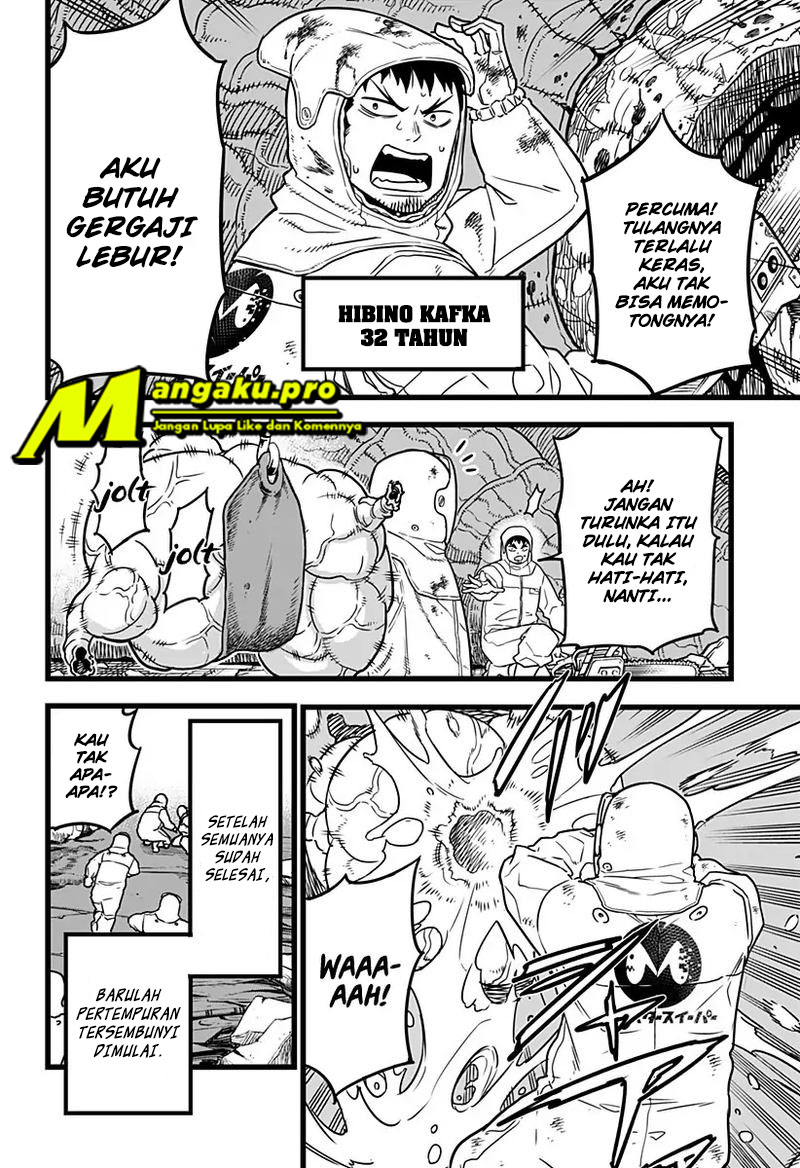 PERCUMA!
TULANGNYA
TERLALU
KERAS,
AKU TAK
BISA MEMO-
TONGNYA!
AKU
BUTUH
GERGAJI
LEBUR!
HIBINO KAFKA
32 TAHUN
Mangaku.pro
Jangan Lupa Like dan Komennya
AH!
JANGAN
TURUNKA ITU
DULU, KALAU
KAU TAK
HATI-HATI,
NANTI...
jolt
jolt
WAAA-
AAH!
M
KAU
TAK
APA-
APA!?
SETELAH
SEMUANYA
SUDAH
SELESAI,
BARULAH
PERTEMPURAN
TERSEMBUNYI
DIMULAI.